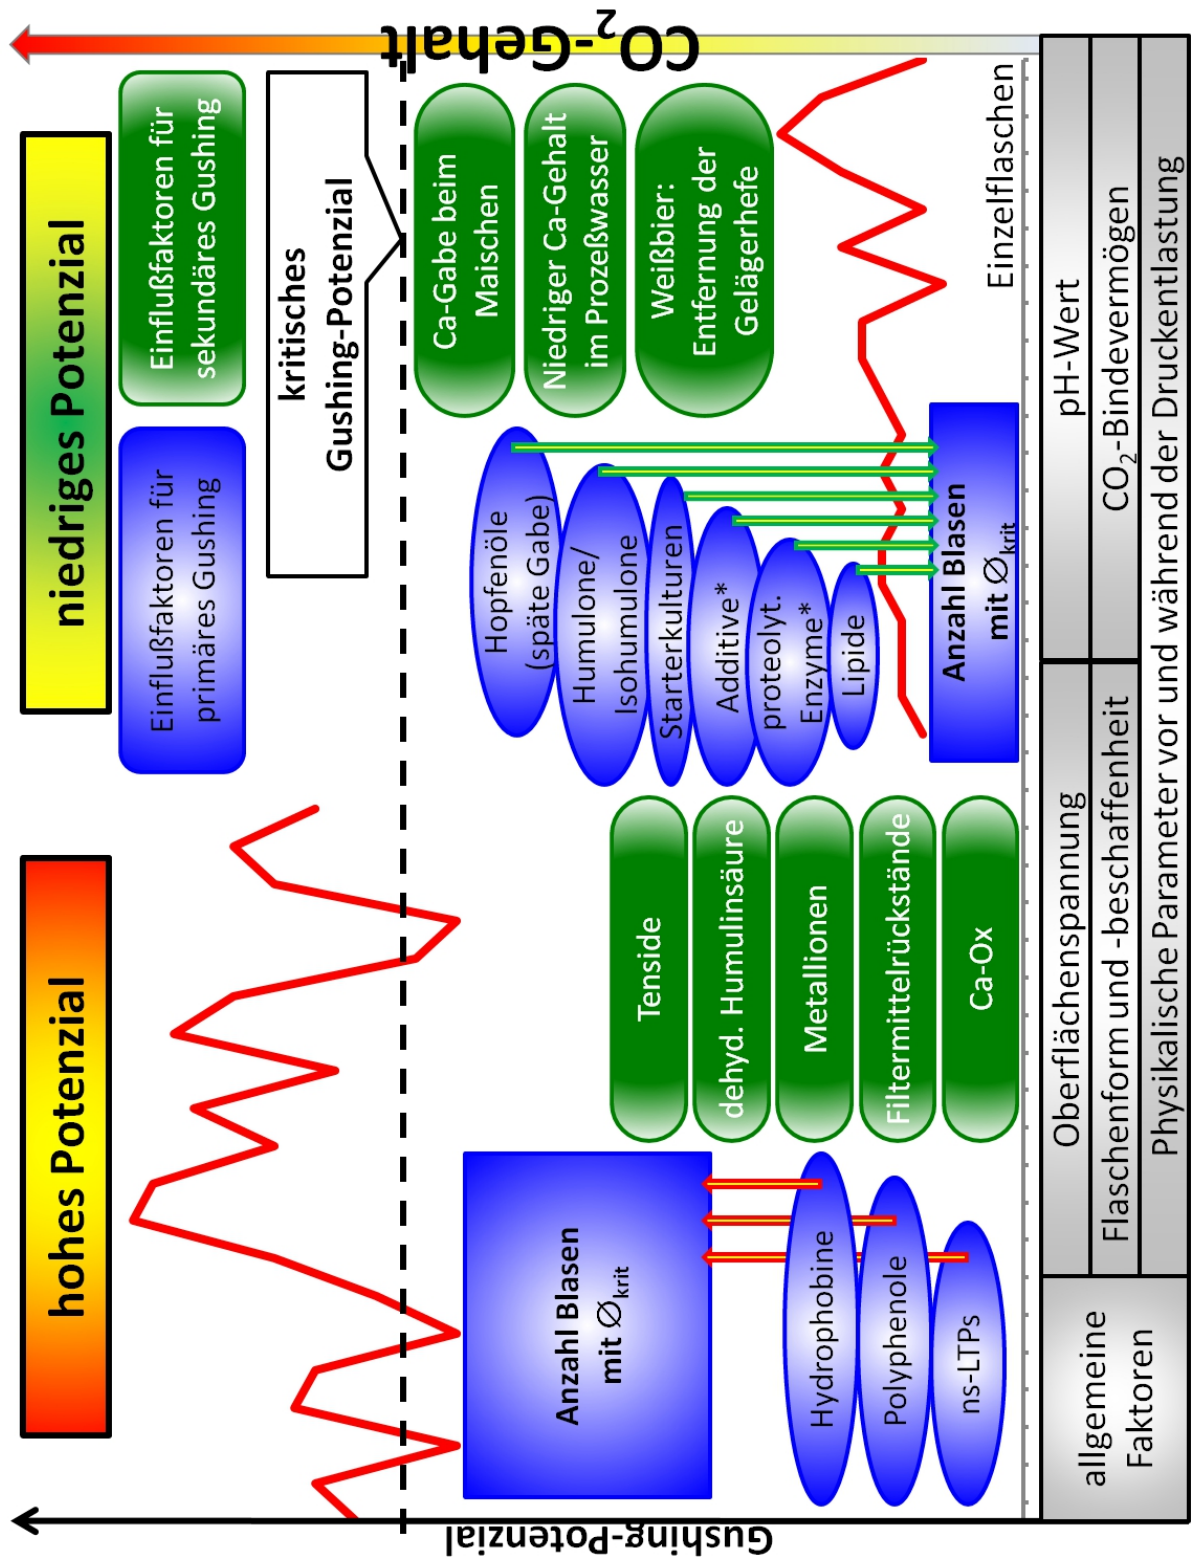 hohes Potenzial
niedriges Potenzial
Einflußfaktoren für
primäres Gushing
Einflußfaktoren für
sekundäres Gushing
kritisches
Gushing-Potenzial
Gushing-Potenzial
CO2-Gehalt
Anzahl Blasen
mit Ø krit
Hydrophobine
Polyphenole
ns-LTPs
Tenside
dehyd. Humulinsäure
Metallionen
Filtermittelrückstände
Ca-Ox
Hopfenöle
(späte Gabe)
Humulone/
Isohumulone
Starterkulturen
Additive*
proteolyt.
Enzyme*
Lipide
Anzahl Blasen
mit Ø krit
Ca-Gabe beim
Maischen
Niedriger Ca-Gehalt
im Prozeßwasser
Weißbier:
Entfernung der
Gelägerhefe
Einzelflaschen
allgemeine
Faktoren
Oberflächenspannung
pH-Wert
Flaschenform und -beschaffenheit
CO2-Bindevermögen
Physikalische Parameter vor und während der Druckentlastung